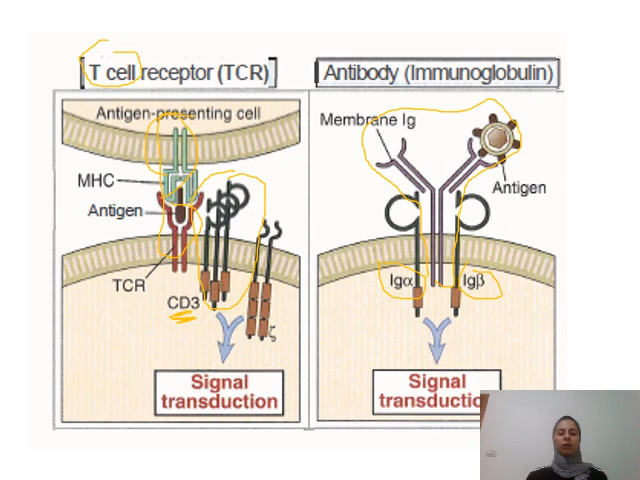 T cell receptor (TCR)
Antigen-presenting cell
MHC
Antigen
TCR
CD3
ζ
Signal
transduction
Antibody (Immunoglobulin)
Membrane Ig
Antigen
Igα
Igβ
Signal
transductio